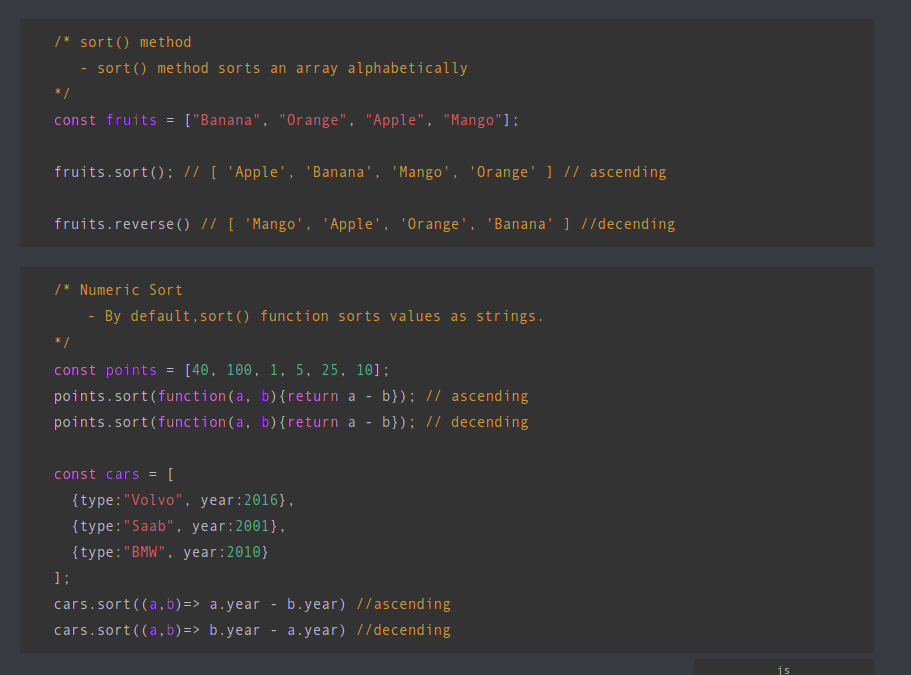 /* sort() method
- sort() method sorts an array alphabetically
*/
const fruits = ["Banana", "Orange", "Apple", "Mango"];
fruits.sort(); // [ 'Apple', 'Banana', 'Mango', 'Orange' ] // ascending
fruits.reverse() // [ 'Mango', 'Apple', 'Orange', 'Banana' ] //decending
/* Numeric Sort
- By default,sort() function sorts values as strings.
*/
const points = [40, 100, 1, 5, 25, 10];
points.sort(function(a, b){return a - b}); // ascending
points.sort(function(a, b){return a - b}); // decending
const cars = [
{type:"Volvo", year:2016},
{type:"Saab", year:2001},
{type:"BMW", year:2010}
];
cars.sort((a,b)=> a.year - b.year) //ascending
cars.sort((a,b)=> b.year - a.year) //decending
js